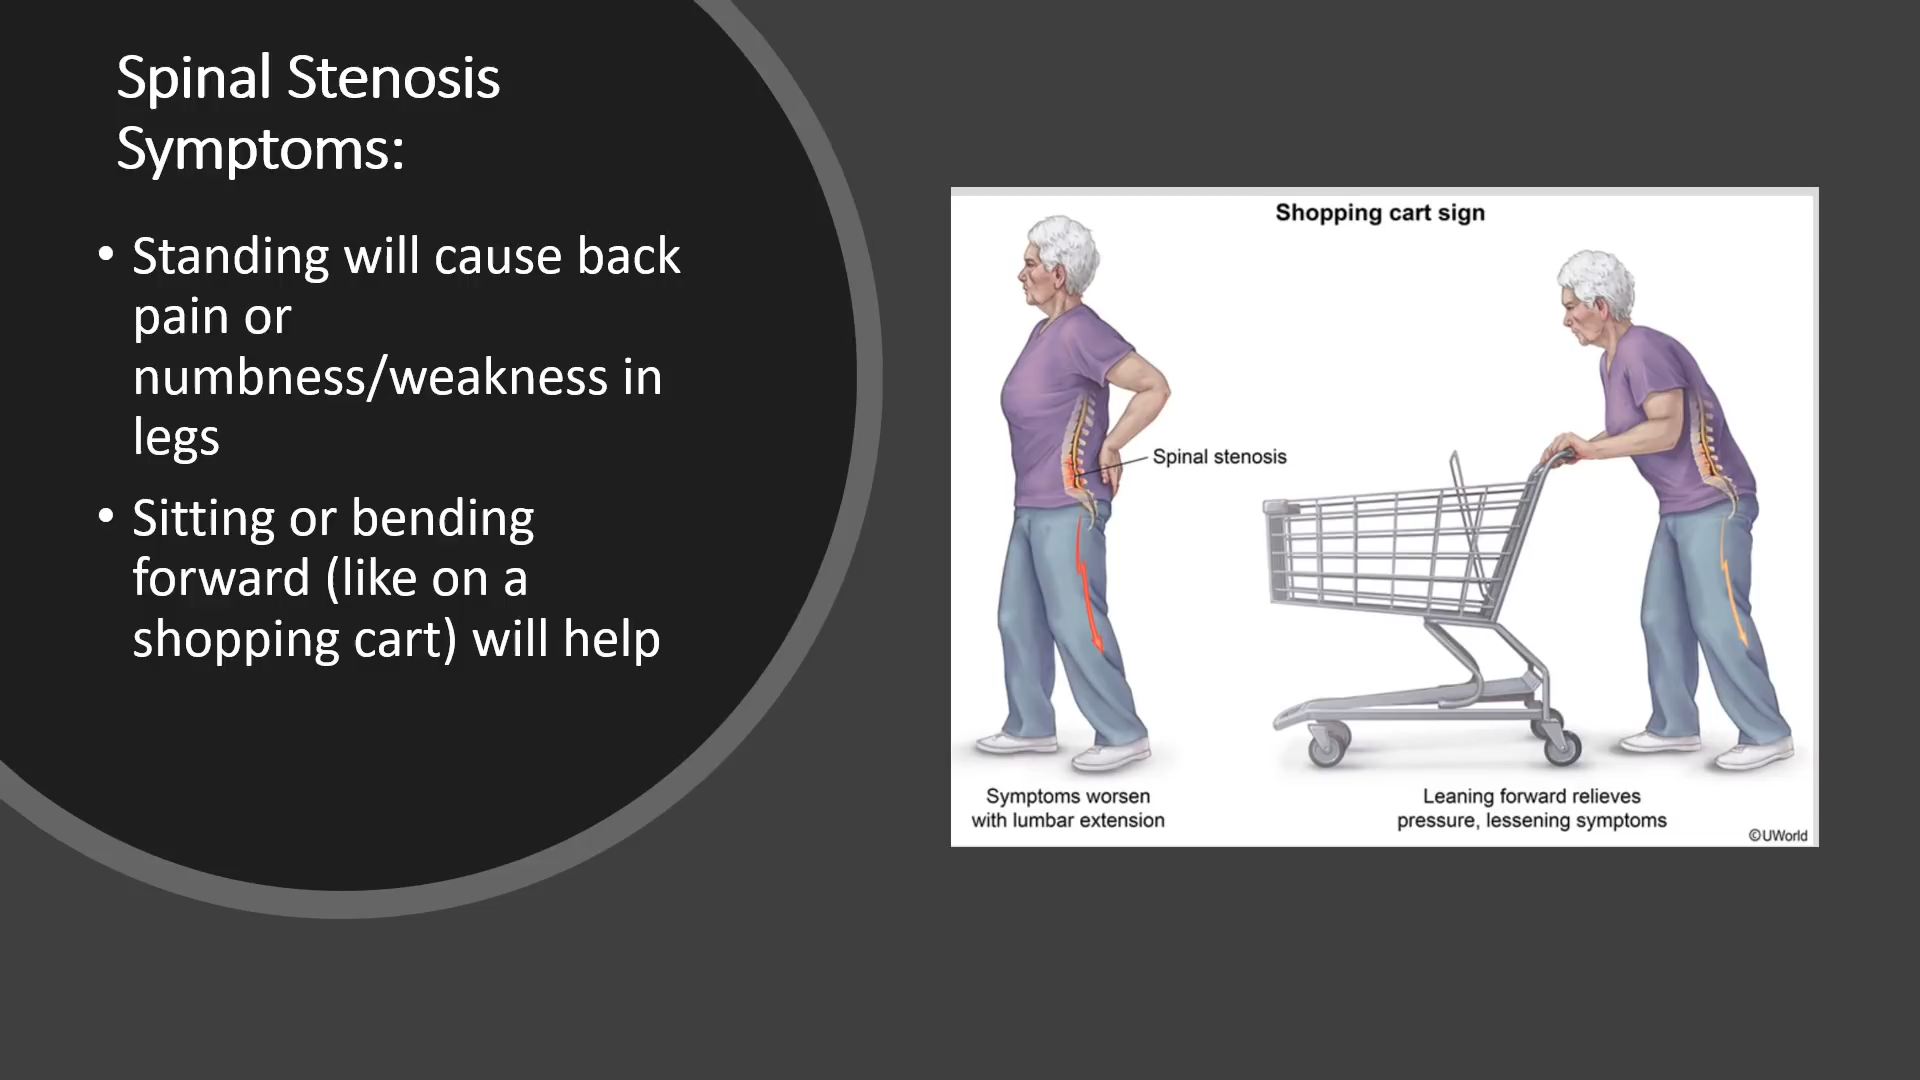 Spinal Stenosis
Symptoms:
• Standing will cause back
pain or
numbness/weakness in
legs
• Sitting or bending
forward (like on a
shopping cart) will help
Shopping cart sign
Spinal stenosis
Symptoms worsen
with lumbar extension
Leaning forward relieves
pressure, lessening symptoms
©UWorld